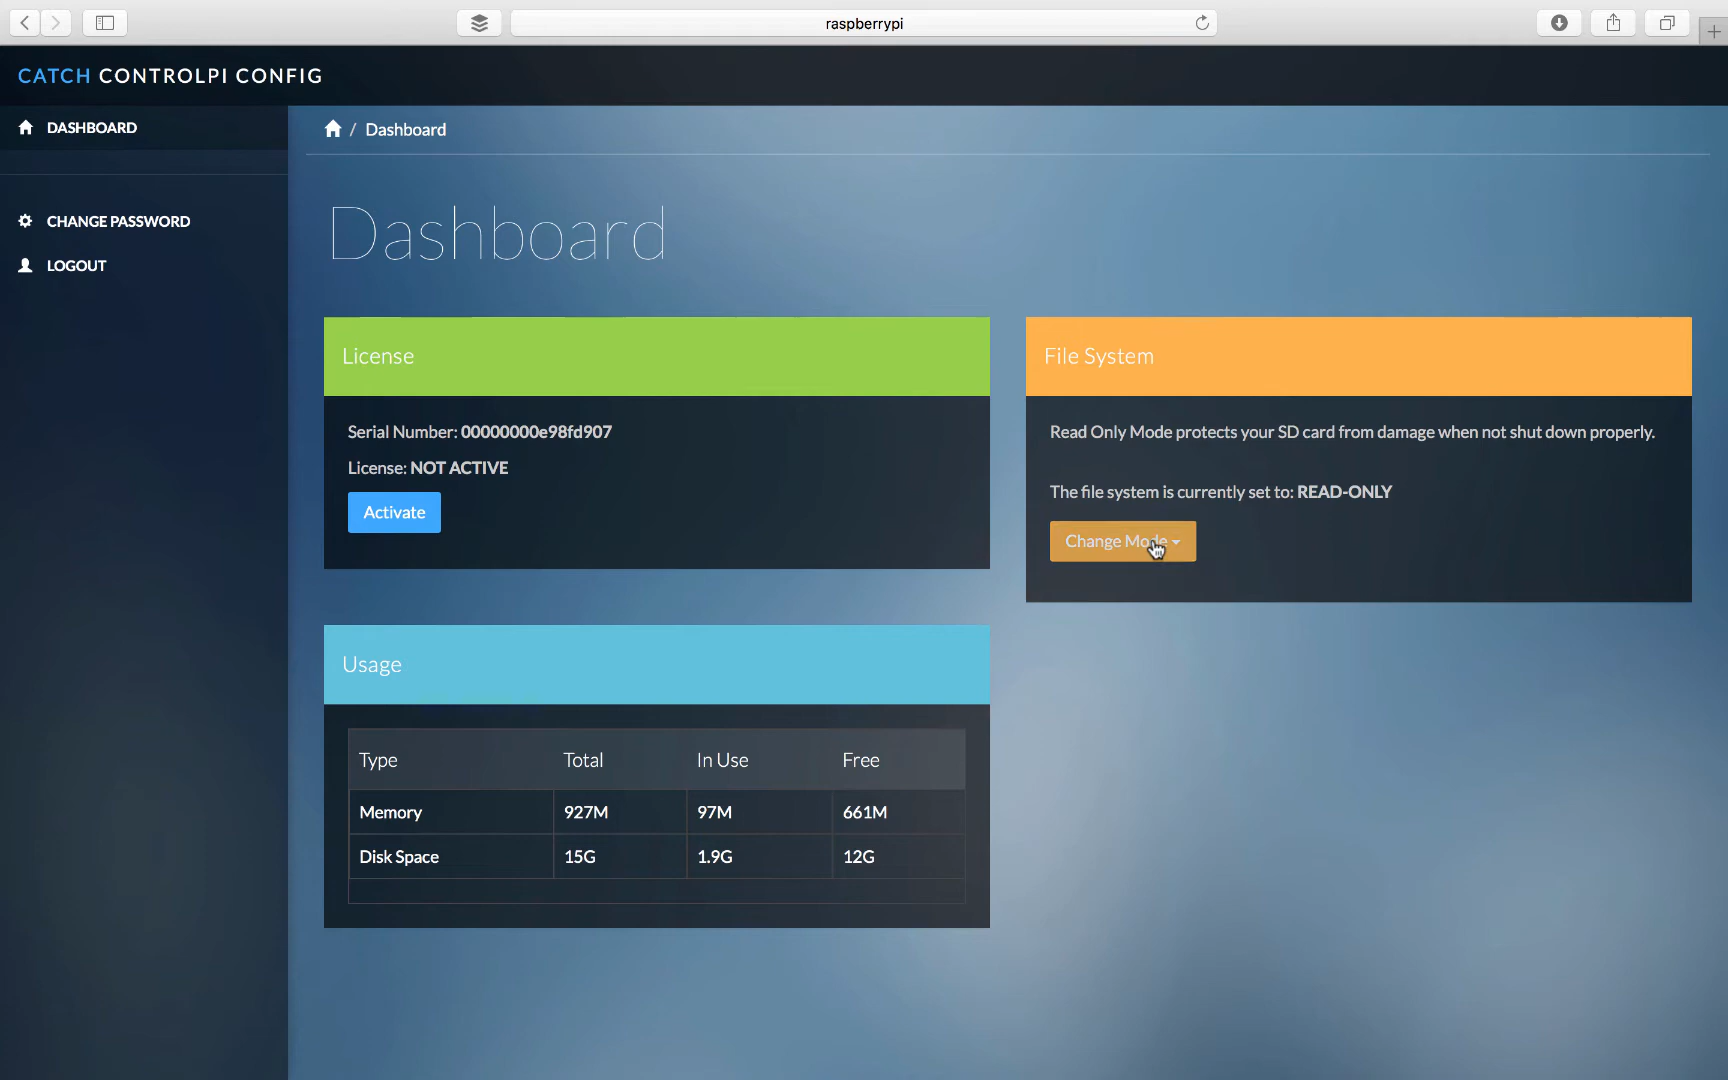 raspberrypi
CATCH CONTROLPI CONFIG
DASHBOARD
CHANGE PASSWORD
LOGOUT
/ Dashboard
Dashboard
License
Serial Number: 00000000e98fd907
License: NOT ACTIVE
Activate
File System
Read Only Mode protects your SD card from damage when not shut down properly.
The file system is currently set to: READ-ONLY
Change Mode
Usage
Type Total In Use Free
Memory 927M 97M 661M
Disk Space 15G 1.9G 12G